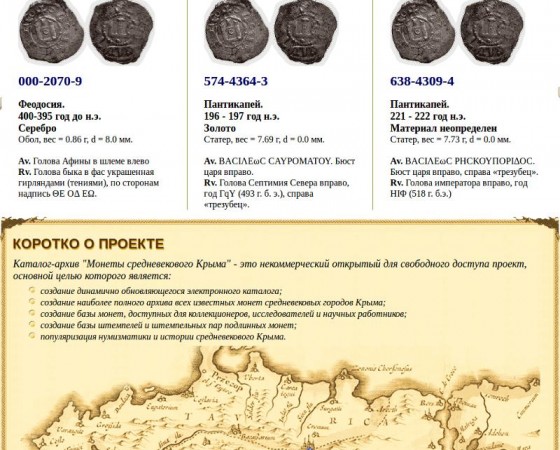 000-2070-9
Феодосия.
400-395 год до н.э.
Серебро
Обол, вес = 0.86 г, d = 8.0 мм.
Av. Голова Афины в шлеме влево
Rv. Голова быка в фас украшенная
гирляндами (тениями), по сторонам
надпись ΘΕ ΟΔ ΕΩ.
574-4364-3
Пантикапей.
196 - 197 год н.э.
Золото
Статер, вес = 7.69 г, d = 0.0 мм.
Av. ΒΑCΙΛΕωC CΑΥΡΟΜΑΤΟΥ. Бюст
царя вправо.
Rv. Голова Септимия Севера вправо,
год ΓqΥ (493 г. б. э.), справа
«трезубец».
638-4309-4
Пантикапей.
221 - 222 год н.э.
Материал неопределен
Статер, вес = 7.73 г, d = 0.0 мм.
Av. ΒΑCΙΛΕωC ΡΗCΚΟΥΠΟΡΙΔΟC.
Бюст царя вправо, справа «трезубец».
Rv. Голова императора вправо, год
ΗΙΦ (518 г. б.э.)
КОРОТКО О ПРОЕКТЕ
Каталог-архив "Монеты средневекового Крыма" - это некоммерческий открытый для свободного доступа проект,
основной целью которого является:
создание динамично обновляющегося электронного каталога;
создание наиболее полного архива всех известных монет средневековых городов Крыма;
создание базы монет, доступных для коллекционеров, исследователей и научных работников;
создание базы штемпелей и штемпельных пар подлинных монет;
популяризация нумизматики и истории средневекового Крыма.
TAVRICA